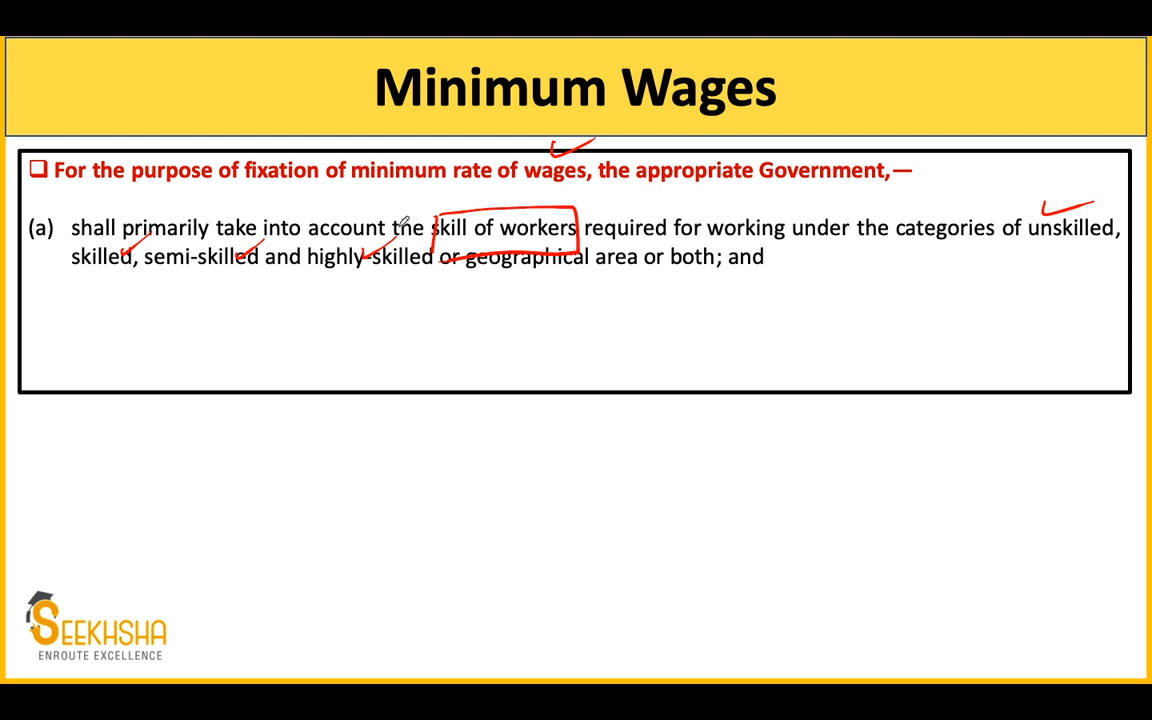 Minimum Wages
❑ For the purpose of fixation of minimum rate of wages, the appropriate Government,—
(a) shall primarily take into account the skill of workers required for working under the categories of unskilled,
skilled, semi-skilled and highly-skilled or geographical area or both; and
SEEKHSHA
ENROUTE EXCELLENCE